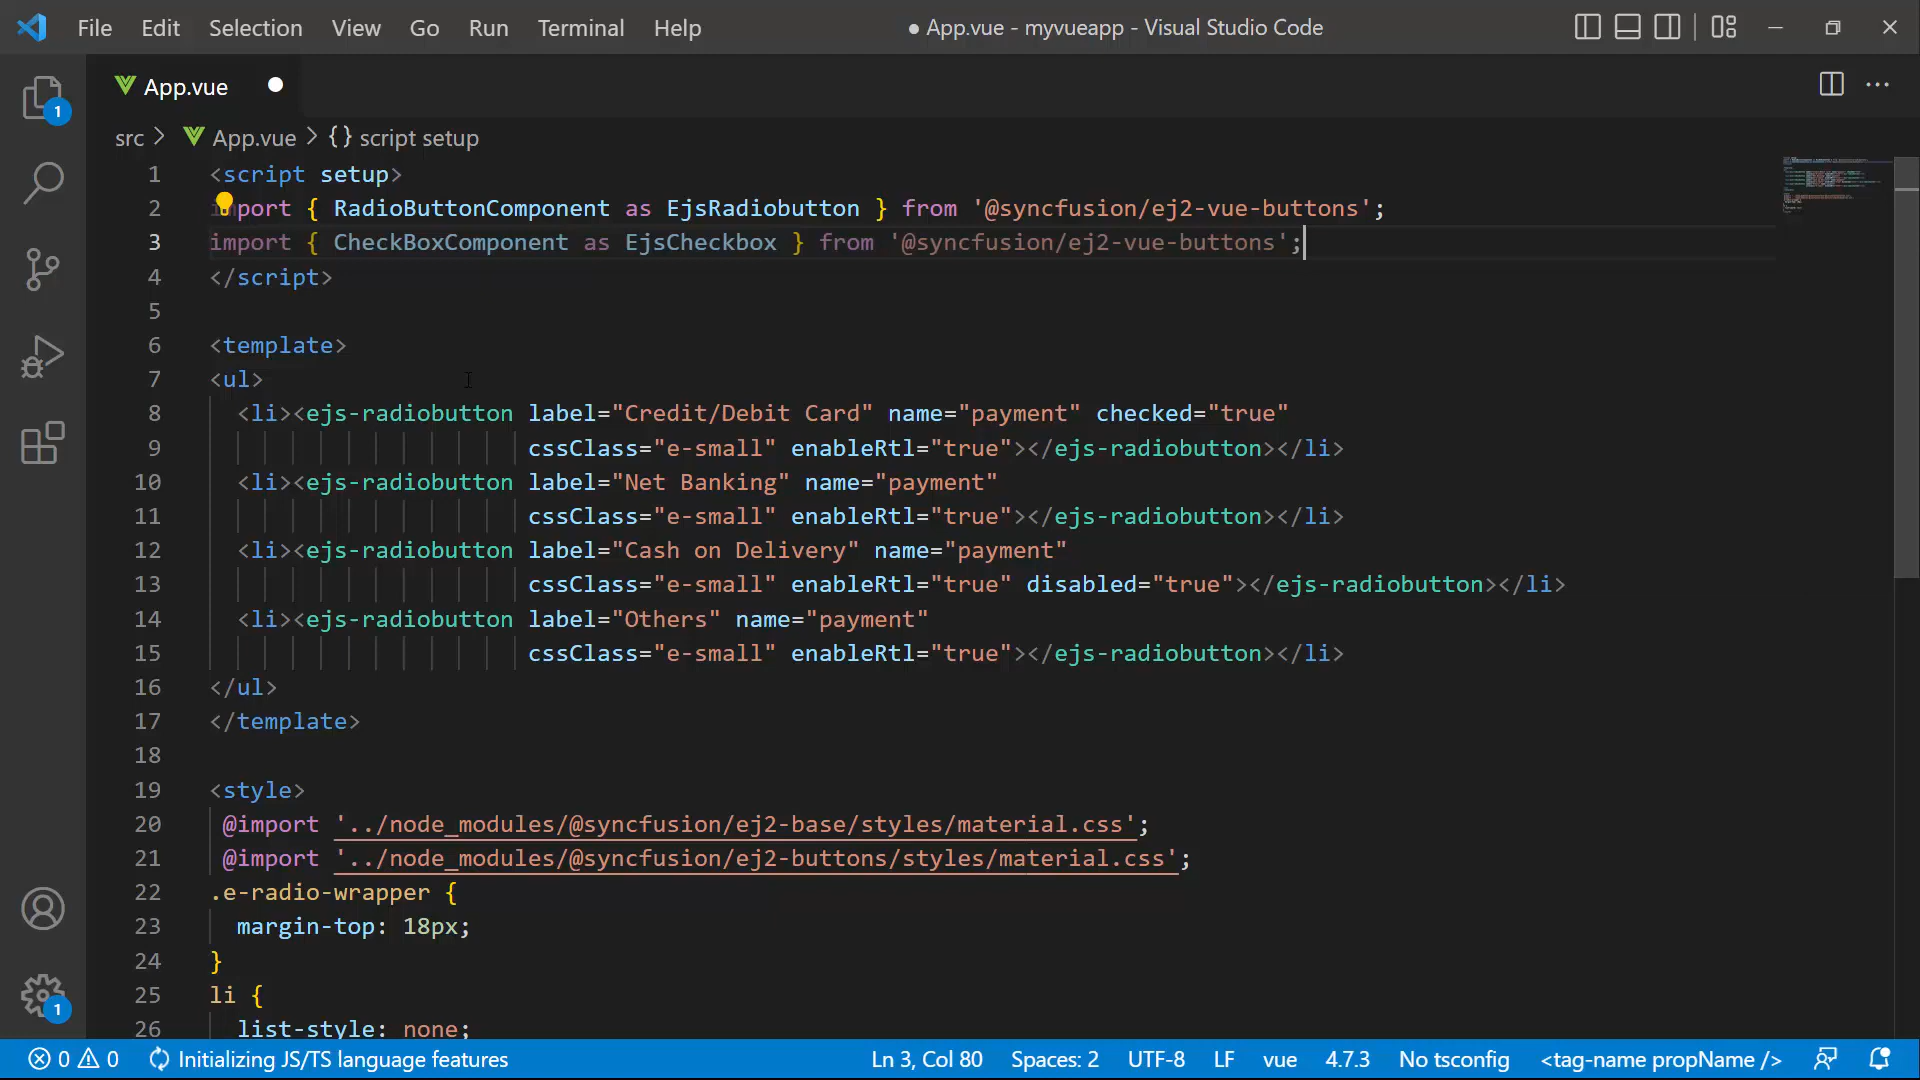 File Edit Selection View Go Run Terminal Help ● App.vue - myvueapp - Visual Studio Code
App.vue
1
src > App.vue > {} script setup
1 <script setup>
2 import { RadioButtonComponent as EjsRadiobutton } from '@syncfusion/ej2-vue-buttons';
3 import { CheckBoxComponent as EjsCheckbox } from '@syncfusion/ej2-vue-buttons';
4 </script>
5
6 <template>
7 <ul>
8 <li><ejs-radiobutton label="Credit/Debit Card" name="payment" checked="true"
9 cssClass="e-small" enableRtl="true"></ejs-radiobutton></li>
10 <li><ejs-radiobutton label="Net Banking" name="payment"
11 cssClass="e-small" enableRtl="true"></ejs-radiobutton></li>
12 <li><ejs-radiobutton label="Cash on Delivery" name="payment"
13 cssClass="e-small" enableRtl="true" disabled="true"></ejs-radiobutton></li>
14 <li><ejs-radiobutton label="Others" name="payment"
15 cssClass="e-small" enableRtl="true"></ejs-radiobutton></li>
16 </ul>
17 </template>
18
19 <style>
20 @import '../node_modules/@syncfusion/ej2-base/styles/material.css';
21 @import '../node_modules/@syncfusion/ej2-buttons/styles/material.css';
22 .e-radio-wrapper {
23 margin-top: 18px;
24 }
25 li {
26 list-style: none;
1
0 0 Initializing JS/TS language features Ln 3, Col 80 Spaces: 2 UTF-8 LF vue 4.7.3 No tsconfig <tag-name propName />